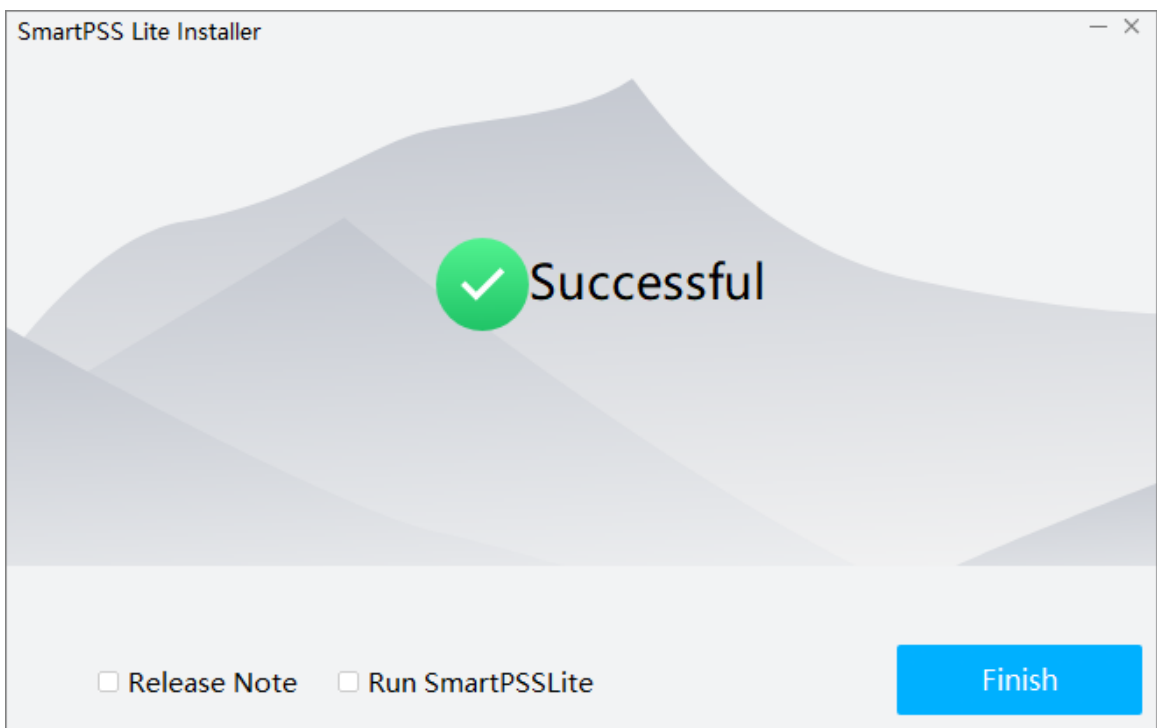 SmartPSS Lite Installer
Successful
Release Note
Run SmartPSSLite
Finish